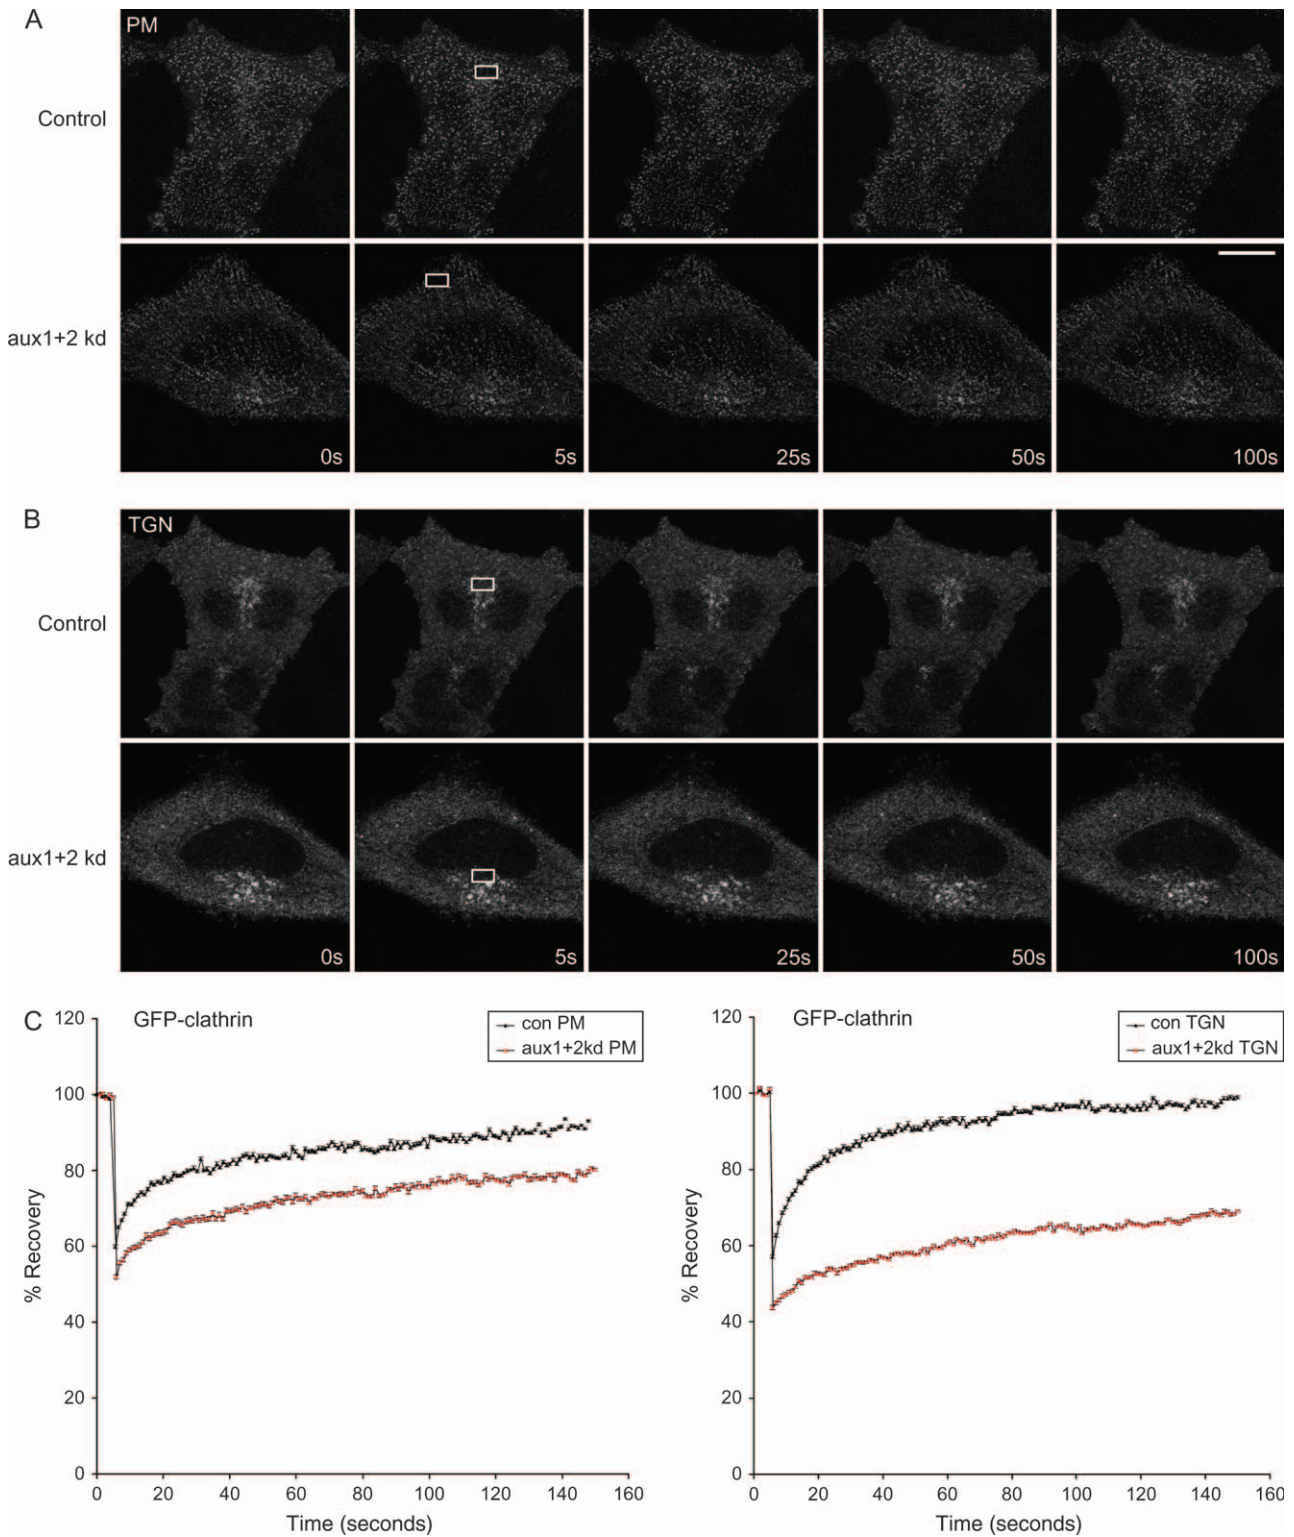 A
PM
Control
aux1+2 kd
0s 5s 25s 50s 100s
B
TGN
Control
aux1+2 kd
0s 5s 25s 50s 100s
C
GFP-clathrin
con PM
aux1+2kd PM
120
100
80
60
40
20
0
% Recovery
0 20 40 60 80 100 120 140 160
Time (seconds)
GFP-clathrin
con TGN
aux1+2kd TGN
120
100
80
60
40
20
0
% Recovery
0 20 40 60 80 100 120 140 160
Time (seconds)